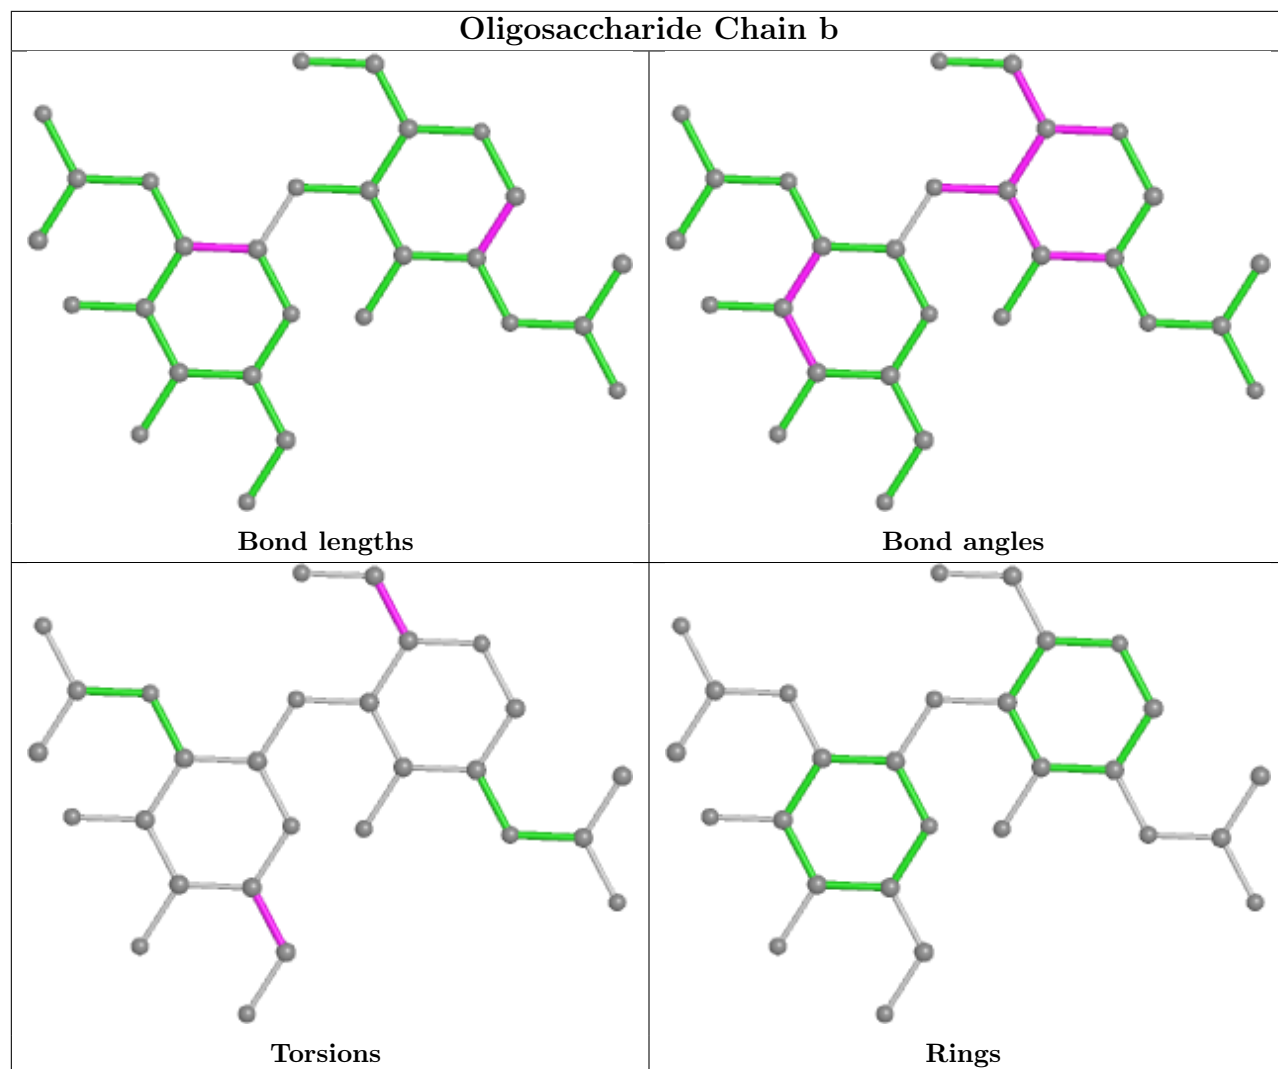 Oligosaccharide Chain b
Bond lengths
Bond angles
Torsions
Rings